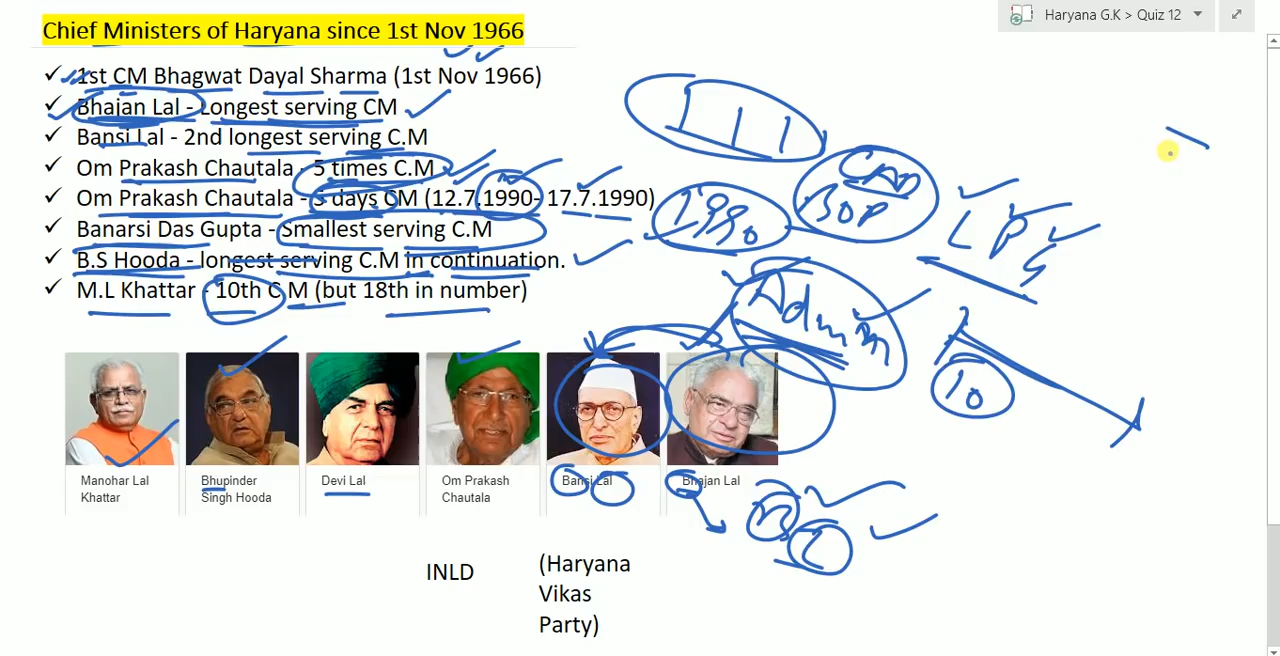 Haryana G.K > Quiz 12
Chief Ministers of Haryana since 1st Nov 1966
✓ 1st CM Bhagwat Dayal Sharma (1st Nov 1966)
✓ Bhajan Lal - Longest serving CM
✓ Bansi Lal - 2nd longest serving C.M
✓ Om Prakash Chautala - 5 times C.M
✓ Om Prakash Chautala - 5 days CM (12.7.1990- 17.7.1990)
✓ Banarsi Das Gupta - Smallest serving C.M
✓ B.S Hooda - longest serving C.M in continuation.
✓ M.L Khattar - 10th C M (but 18th in number)
1990
BOP
L P S
Admin
10
Manohar Lal Khattar
Bhupinder Singh Hooda
Devi Lal
Om Prakash Chautala
Bansi Lal
Bhajan Lal
INLD
(Haryana
Vikas
Party)